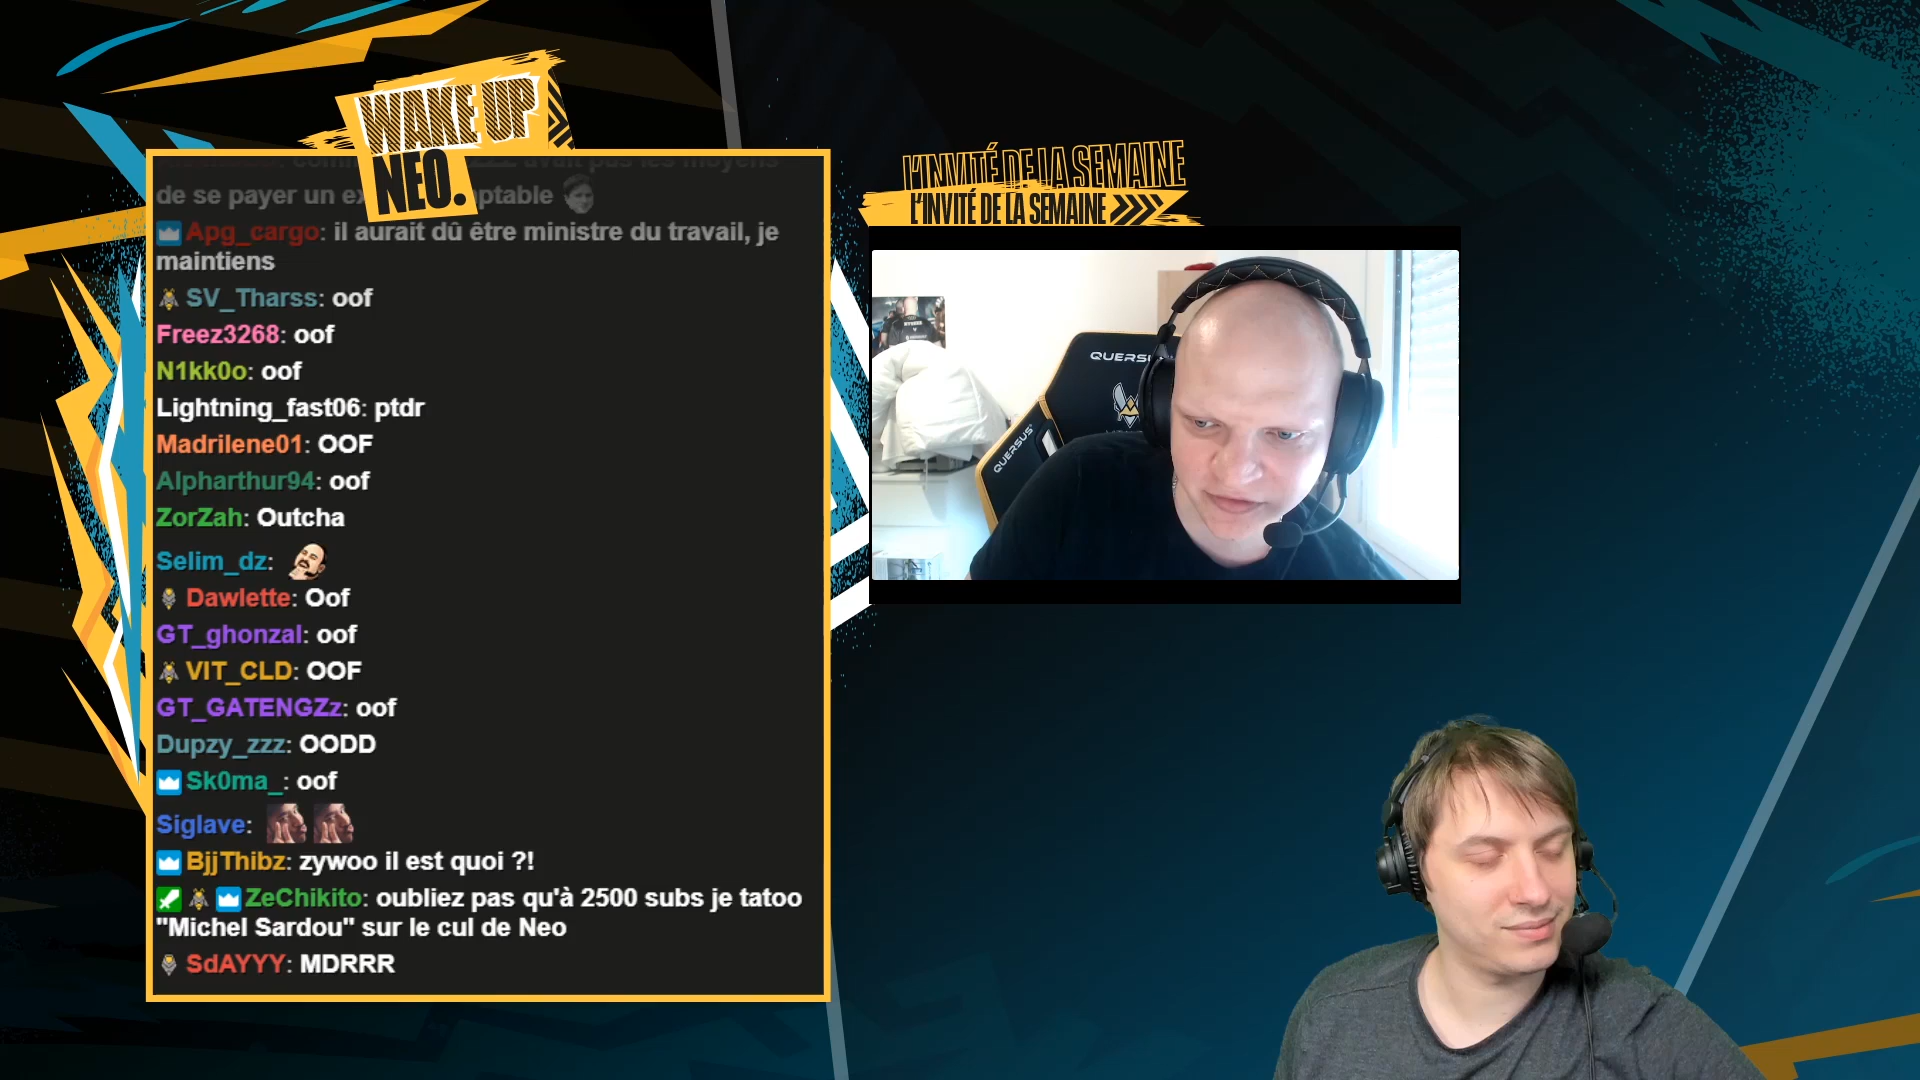 WAKE UP
NEO.
avait pas les moyens
de se payer un
Apg_cargo: il aurait dû être ministre du travail, je
maintiens
SV_Tharss: oof
Freez3268: oof
N1kk0o: oof
Lightning_fast06: ptdr
Madrilene01: OOF
Alpharthur94: oof
ZorZah: Outcha
Selim_dz:
Dawlette: Oof
GT_ghonzal: oof
VIT_CLD: OOF
GT_GATENGZz: oof
Dupzy_zzz: OODD
Sk0ma_: oof
Siglave:
BjjThibz: zywoo il est quoi ?!
ZeChikito: oubliez pas qu'à 2500 subs je tatoo
"Michel Sardou" sur le cul de Neo
SdAYYY: MDRRR
L'INVITÉ DE LA SEMAINE
L'INVITÉ DE LA SEMAINE
QUERSUS